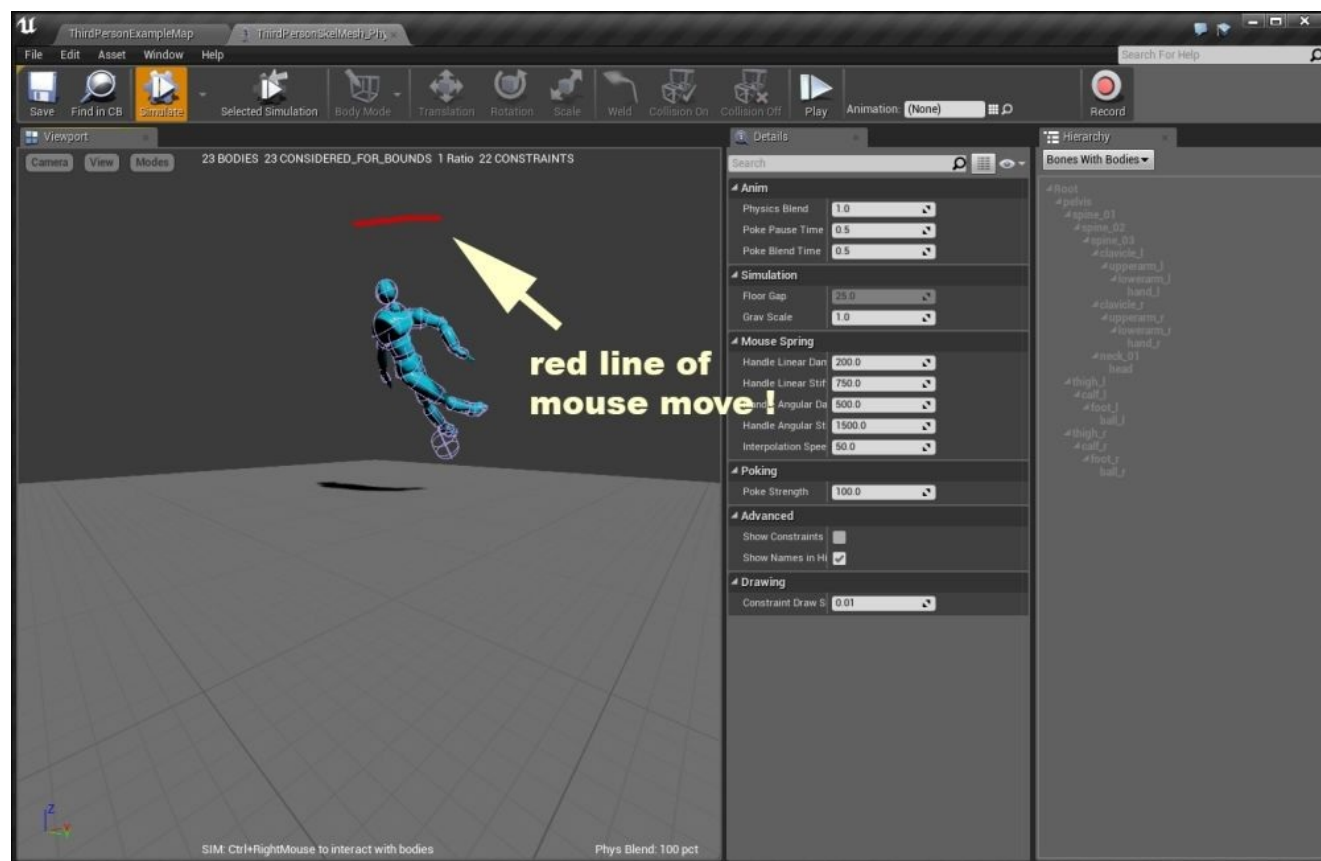 ThirdPersonExampleMap
ThirdPersonSkelMesh_Phy
File Edit Asset Window Help
Search For Help
Save
Find in CB
Simulate
Selected Simulation
Body Mode
Translation
Rotation
Scale
Weld
Collision On
Collision Off
Play
Animation: (None)
Record
Viewport
Camera View Modes
23 BODIES 23 CONSIDERED_FOR_BOUNDS 1 Ratio 22 CONSTRAINTS
red line of
mouse move !
SIM: Ctrl+RightMouse to interact with bodies
Phys Blend: 100 pct
Z
Y
Details
Search
Anim
Physics Blend 1.0
Poke Pause Time 0.5
Poke Blend Time 0.5
Simulation
Floor Gap 25.0
Grav Scale 1.0
Mouse Spring
Handle Linear Dam 200.0
Handle Linear Stif 750.0
Handle Angular Da 500.0
Handle Angular St 1500.0
Interpolation Spee 50.0
Poking
Poke Strength 100.0
Advanced
Show Constraints
Show Names in Hi
Drawing
Constraint Draw S 0.01
Hierarchy
Bones With Bodies
Root
pelvis
spine_01
spine_02
spine_03
clavicle_l
upperarm_l
lowerarm_l
hand_l
clavicle_r
upperarm_r
lowerarm_r
hand_r
neck_01
head
thigh_l
calf_l
foot_l
ball_l
thigh_r
calf_r
foot_r
ball_r